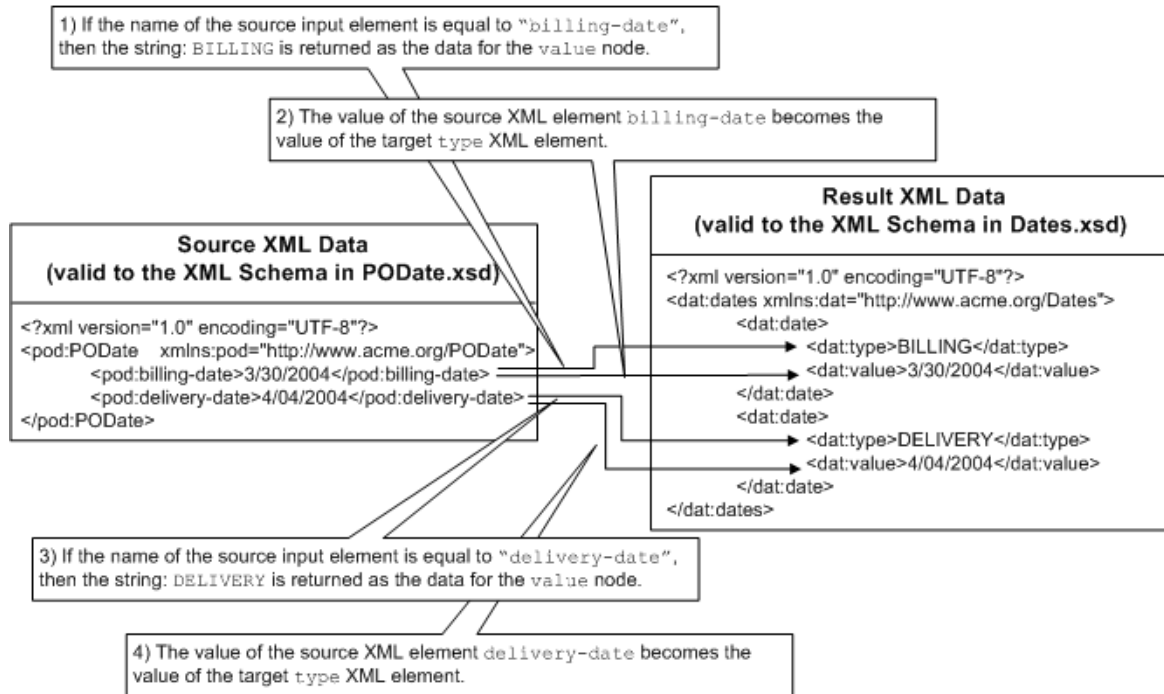 1) If the name of the source input element is equal to "billing-date",
then the string: BILLING is returned as the data for the value node.
2) The value of the source XML element billing-date becomes the
value of the target type XML element.
Source XML Data
(valid to the XML Schema in PODate.xsd)
<?xml version="1.0" encoding="UTF-8"?>
<pod:PODate xmlns:pod="http://www.acme.org/PODate">
<pod:billing-date>3/30/2004</pod:billing-date>
<pod:delivery-date>4/04/2004</pod:delivery-date>
</pod:PODate>
Result XML Data
(valid to the XML Schema in Dates.xsd)
<?xml version="1.0" encoding="UTF-8"?>
<dat:dates xmlns:dat="http://www.acme.org/Dates">
<dat:date>
<dat:type>BILLING</dat:type>
<dat:value>3/30/2004</dat:value>
</dat:date>
<dat:date>
<dat:type>DELIVERY</dat:type>
<dat:value>4/04/2004</dat:value>
</dat:date>
</dat:dates>
3) If the name of the source input element is equal to "delivery-date",
then the string: DELIVERY is returned as the data for the value node.
4) The value of the source XML element delivery-date becomes the
value of the target type XML element.